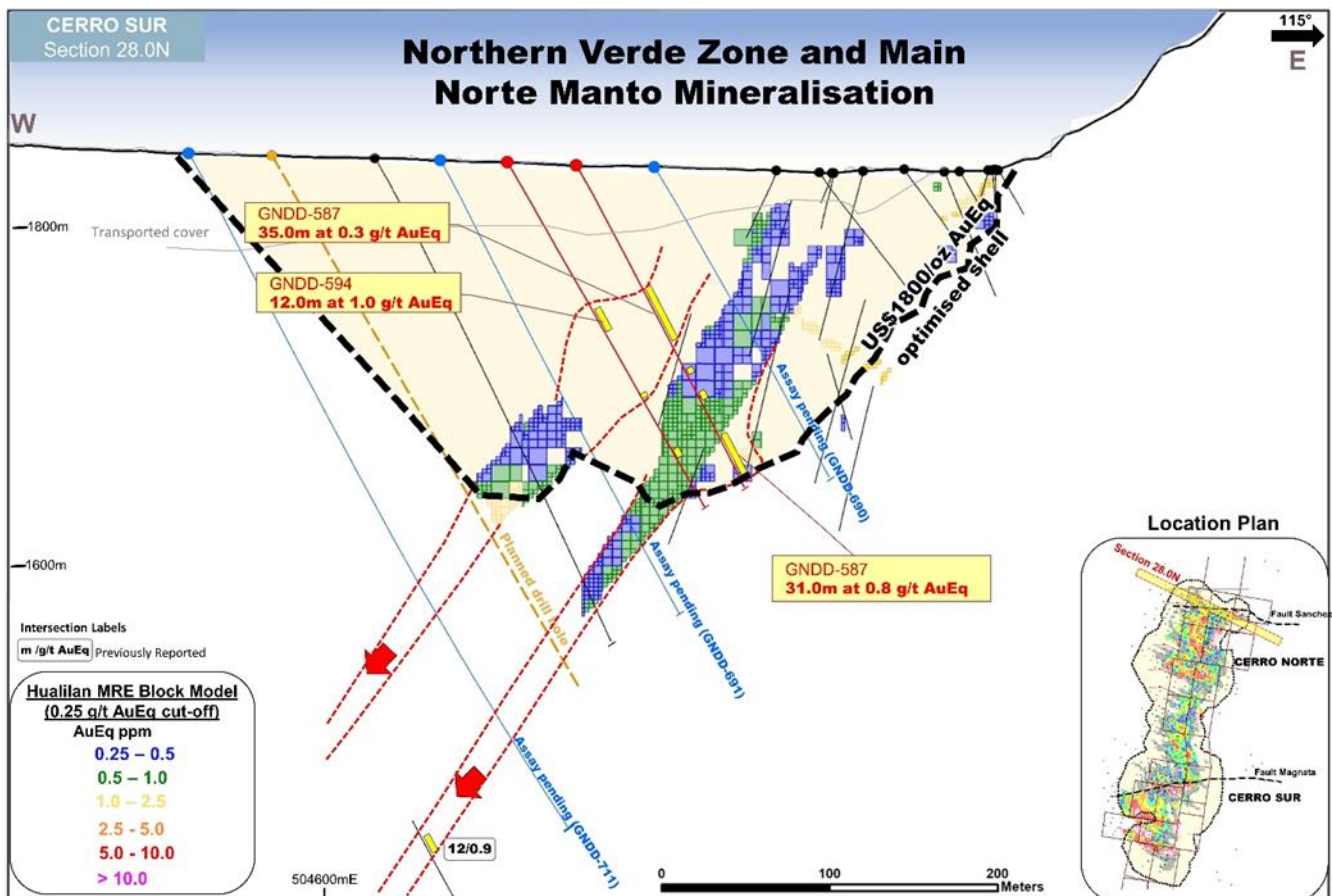 CERRO SUR
Section 28.0N
Northern Verde Zone and Main
Norte Manto Mineralisation
115°
E
W
1800m
Transported cover
GNDD-587
35.0m at 0.3 g/t AuEq
GNDD-594
12.0m at 1.0 g/t AuEq
US$1800/oz AuEq
optimised shell
Assay pending (GNDD-690)
1600m
Planned drill hole
Assay pending (GNDD-691)
GNDD-587
31.0m at 0.8 g/t AuEq
Assay pending (GNDD-711)
12/0.9
Intersection Labels
m /g/t AuEq Previously Reported
Hualilan MRE Block Model
(0.25 g/t AuEq cut-off)
AuEq ppm
0.25 – 0.5
0.5 – 1.0
1.0 – 2.5
2.5 - 5.0
5.0 - 10.0
> 10.0
504600mE
0 100 200
Meters
Location Plan
Section 28.0N
Fault Sanchez
CERRO NORTE
Fault Magnata
CERRO SUR